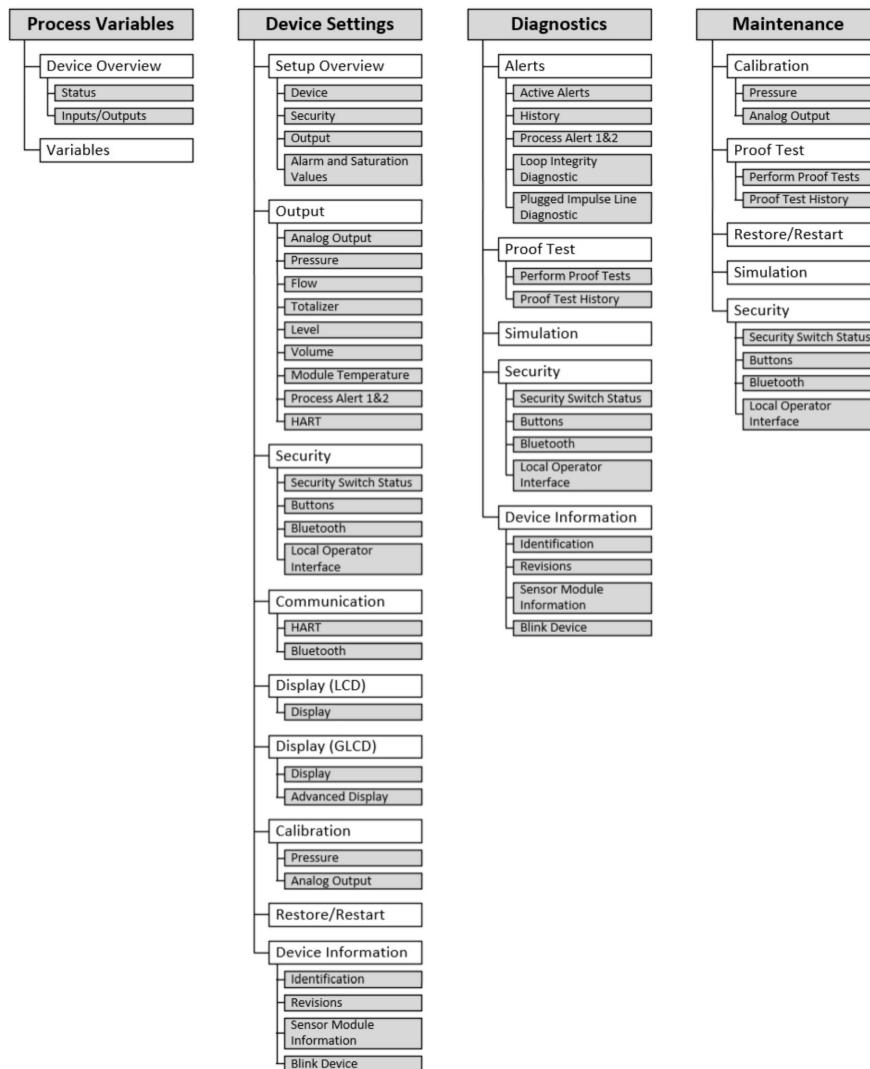 Process Variables
Device Overview
Status
Inputs/Outputs
Variables
Device Settings
Setup Overview
Device
Security
Output
Alarm and Saturation
Values
Output
Analog Output
Pressure
Flow
Totalizer
Level
Volume
Module Temperature
Process Alert 1&2
HART
Security
Security Switch Status
Buttons
Bluetooth
Local Operator
Interface
Communication
HART
Bluetooth
Display (LCD)
Display
Display (GLCD)
Display
Advanced Display
Calibration
Pressure
Analog Output
Restore/Restart
Device Information
Identification
Revisions
Sensor Module
Information
Blink Device
Diagnostics
Alerts
Active Alerts
History
Process Alert 1&2
Loop Integrity
Diagnostic
Plugged Impulse Line
Diagnostic
Proof Test
Perform Proof Tests
Proof Test History
Simulation
Security
Security Switch Status
Buttons
Bluetooth
Local Operator
Interface
Device Information
Identification
Revisions
Sensor Module
Information
Blink Device
Maintenance
Calibration
Pressure
Analog Output
Proof Test
Perform Proof Tests
Proof Test History
Restore/Restart
Simulation
Security
Security Switch Status
Buttons
Bluetooth
Local Operator
Interface